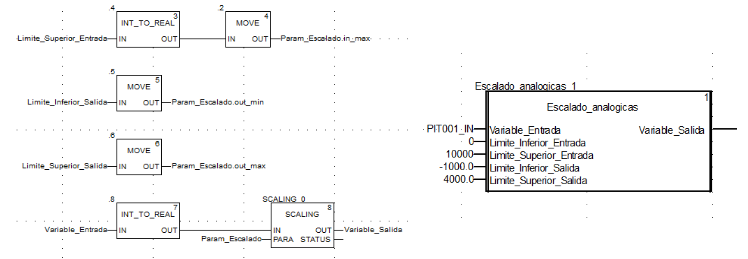 .4 3
INT_TO_REAL
Limite_Superior_Entrada IN OUT
.2 4
MOVE
IN OUT Param_Escalado.in_max
.5 5
MOVE
Limite_Inferior_Salida IN OUT Param_Escalado.out_min
.6 6
MOVE
Limite_Superior_Salida IN OUT Param_Escalado.out_max
.8 7
INT_TO_REAL
Variable_Entrada IN OUT
SCALING_0
8
SCALING
IN OUT Variable_Salida
Param_Escalado PARA STATUS
Escalado_analogicas_1
1
Escalado_analogicas
PIT001_IN Variable_Entrada Variable_Salida
0 Limite_Inferior_Entrada
10000 Limite_Superior_Entrada
-1000.0 Limite_Inferior_Salida
4000.0 Limite_Superior_Salida